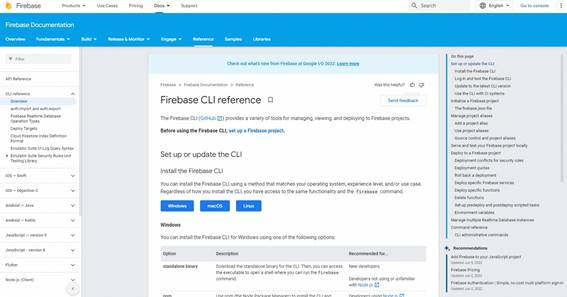 Firebase
Products
Use Cases
Pricing
Docs
Support
Search
English
Go to console
Firebase Documentation
Overview
Fundamentals
Build
Release & Monitor
Engage
Reference
Samples
Libraries
Filter
API Reference
CLI reference
Overview
auth:import and auth:export
Firebase Realtime Database
Operation Types
Deploy Targets
Cloud Firestore Index Definition
Format
Emulator Suite UI Log Query Syntax
Emulator Suite Security Rules Unit
Testing Library
iOS — Swift
iOS — Objective-C
Android — Java
Android — Kotlin
JavaScript — version 9
JavaScript - version 8
Flutter
Node.js (Client)
Check out what's new from Firebase at Google I/O 2022. Learn more
Firebase > Firebase Documentation > Reference
Was this helpful?
Firebase CLI reference
Send feedback
The Firebase CLI (GitHub) provides a variety of tools for managing, viewing, and deploying to Firebase projects.
Before using the Firebase CLI, set up a Firebase project.
Set up or update the CLI
Install the Firebase CLI
You can install the Firebase CLI using a method that matches your operating system, experience level, and/or use case.
Regardless of how you install the CLI, you have access to the same functionality and the firebase command.
Windows
macOS
Linux
Windows
You can install the Firebase CLI for Windows using one of the following options:
Option
Description
Recommended for...
standalone binary
Download the standalone binary for the CLI. Then, you can access
the executable to open a shell where you can run the firebase
command.
New developers
Developers not using or unfamiliar
with Node.js
npm
Use npm (the Node Package Manager) to install the CLI and
Developers using Node.js
On this page
Set up or update the CLI
Install the Firebase CLI
Log in and test the Firebase CLI
Update to the latest CLI version
Use the CLI with CI systems
Initialize a Firebase project
The firebase.json file
Manage project aliases
Add a project alias
Use project aliases
Source control and project aliases
Serve and test your Firebase project locally
Deploy to a Firebase project
Deployment conflicts for security rules
Deployment quotas
Roll back a deployment
Deploy specific Firebase services
Deploy specific functions
Delete functions
Set up predeploy and postdeploy scripted tasks
Environment variables
Manage multiple Realtime Database instances
Command reference
CLI administrative commands
Recommendations
Add Firebase to your JavaScript project
Firebase Pricing
Firebase Authentication | Simple, no-cost multi-platform sign-in